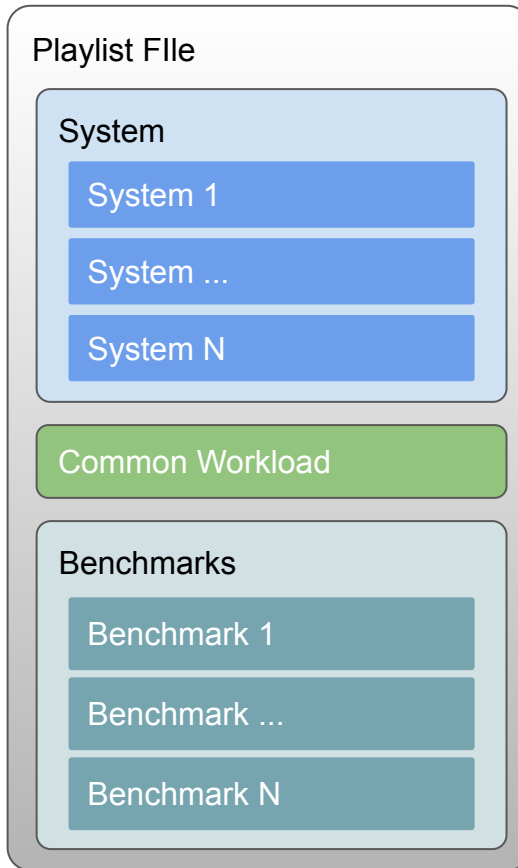 Playlist FIle
System
System 1
System ...
System N
Common Workload
Benchmarks
Benchmark 1
Benchmark ...
Benchmark N